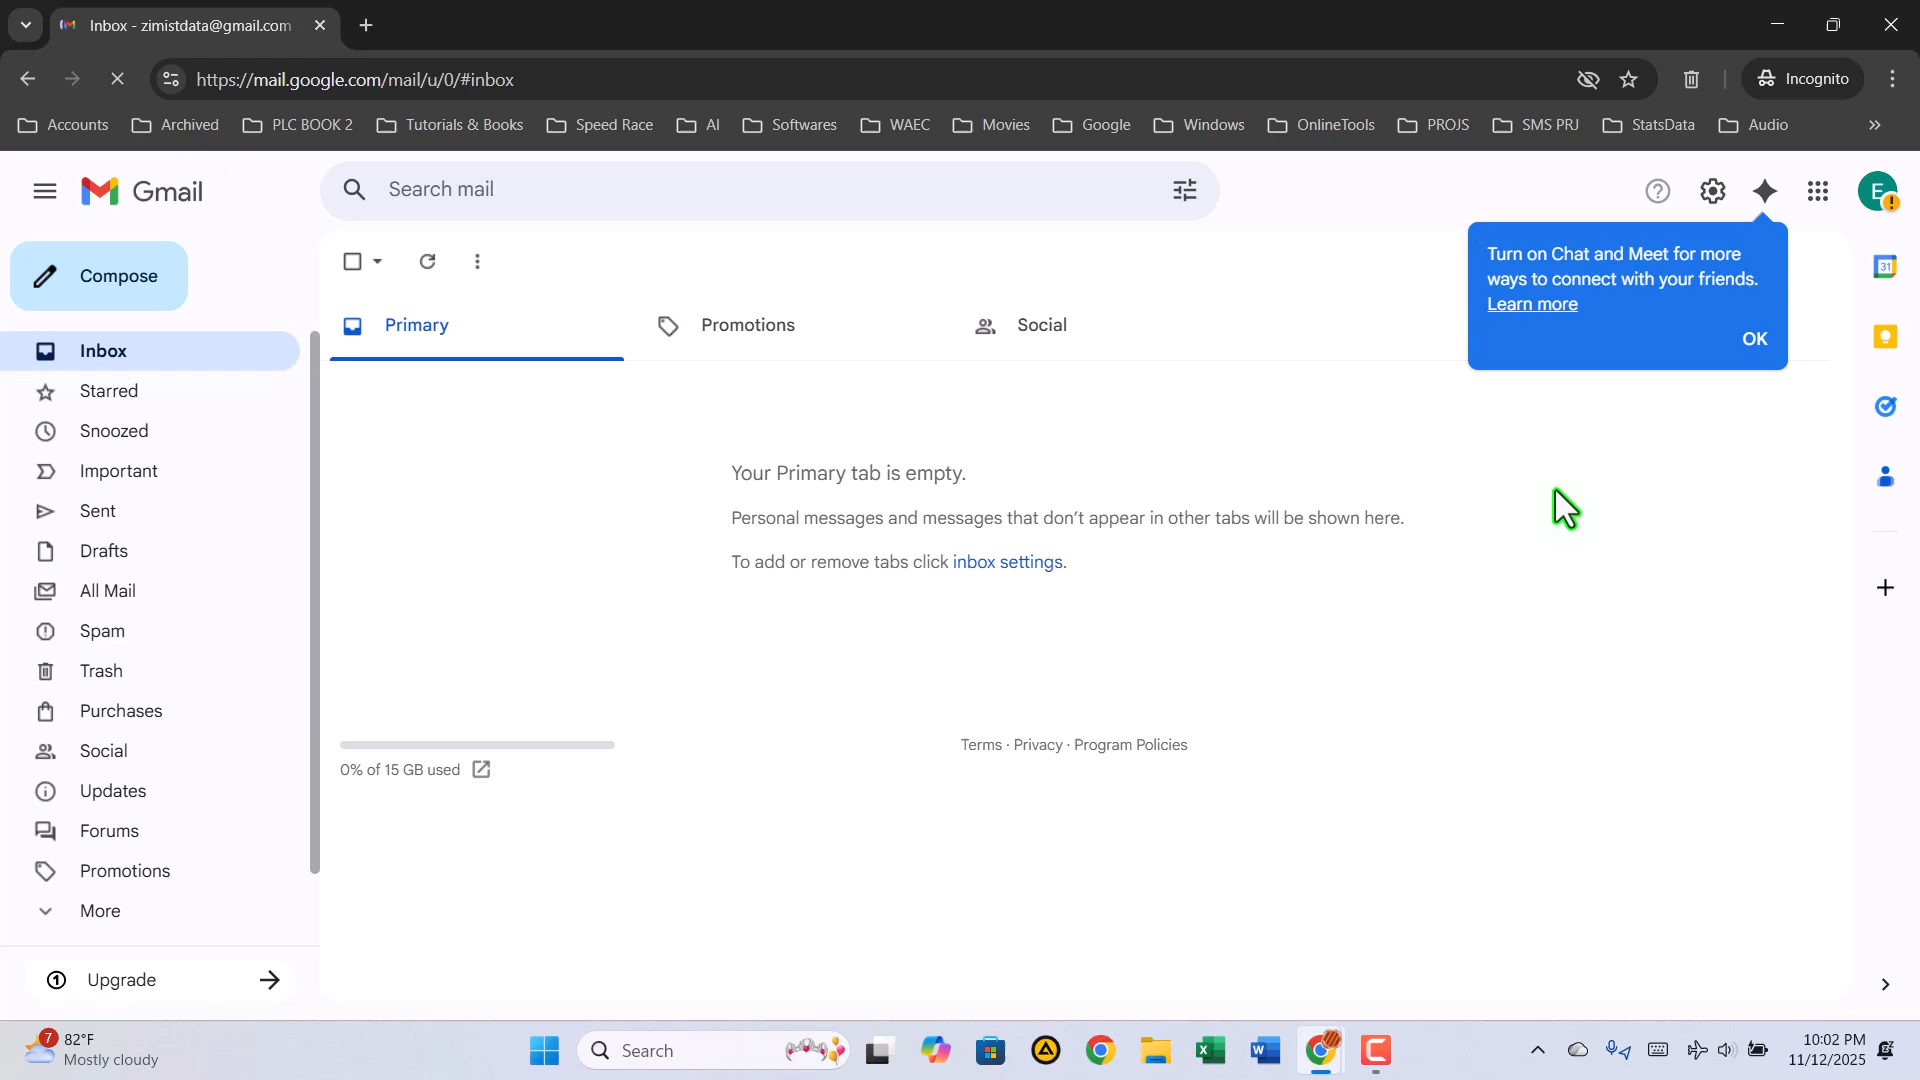 Inbox - zimistdata@gmail.com
https://mail.google.com/mail/u/0/#inbox
Incognito
Accounts
Archived
PLC BOOK 2
Tutorials & Books
Speed Race
AI
Softwares
WAEC
Movies
Google
Windows
OnlineTools
PROJS
SMS PRJ
StatsData
Audio
Gmail
Search mail
E
Compose
Turn on Chat and Meet for more
ways to connect with your friends.
Learn more
OK
31
Primary
Promotions
Social
Inbox
Starred
Snoozed
Important
Sent
Drafts
All Mail
Spam
Trash
Purchases
Social
Updates
Forums
Promotions
More
Your Primary tab is empty.
Personal messages and messages that don't appear in other tabs will be shown here.
To add or remove tabs click inbox settings.
0% of 15 GB used
Terms · Privacy · Program Policies
Upgrade
7
82°F
Mostly cloudy
Search
10:02 PM
11/12/2025